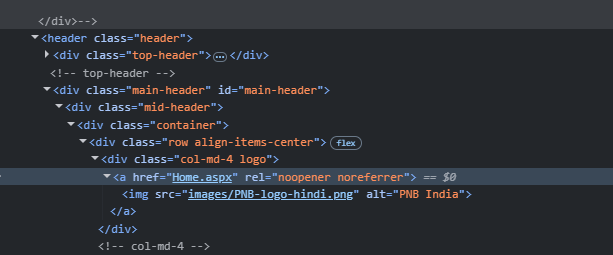 </div>-->
<header class="header">
<div class="top-header">…</div>
<!-- top-header -->
<div class="main-header" id="main-header">
<div class="mid-header">
<div class="container">
<div class="row align-items-center"> flex
<div class="col-md-4 logo">
<a href="Home.aspx" rel="noopener noreferrer"> == $0
<img src="images/PNB-logo-hindi.png" alt="PNB India">
</a>
</div>
<!-- col-md-4 -->